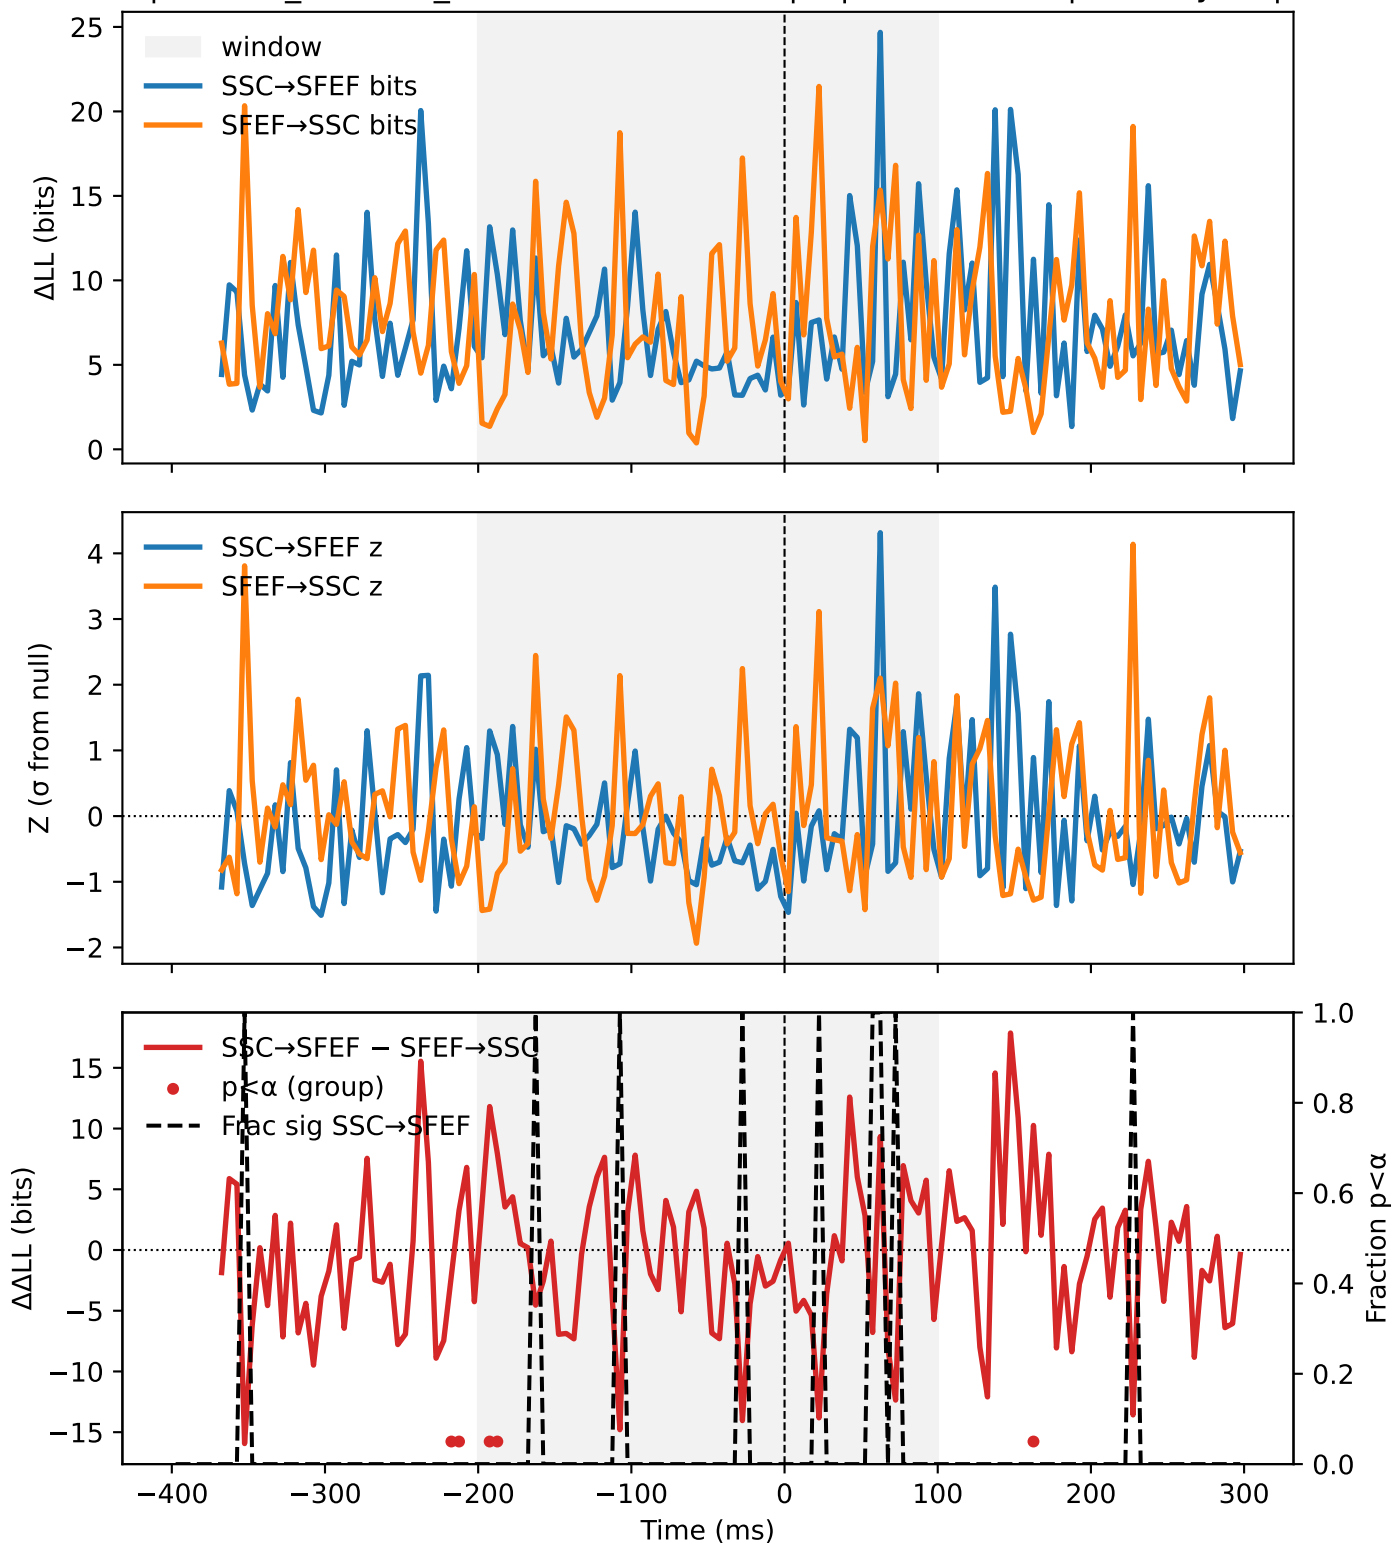 25
20
15
10
5
0
ΔLL (bits)
window
SSC→SFEF bits
SFEF→SSC bits
4
3
2
1
0
−1
−2
Z (σ from null)
SSC→SFEF z
SFEF→SSC z
15
10
5
0
−5
−10
−15
ΔΔLL (bits)
SSC→SFEF − SFEF→SSC
p<α (group)
Frac sig SSC→SFEF
1.0
0.8
0.6
0.4
0.2
0.0
Fraction p<α
−400 −300 −200 −100 0 100 200 300
Time (ms)